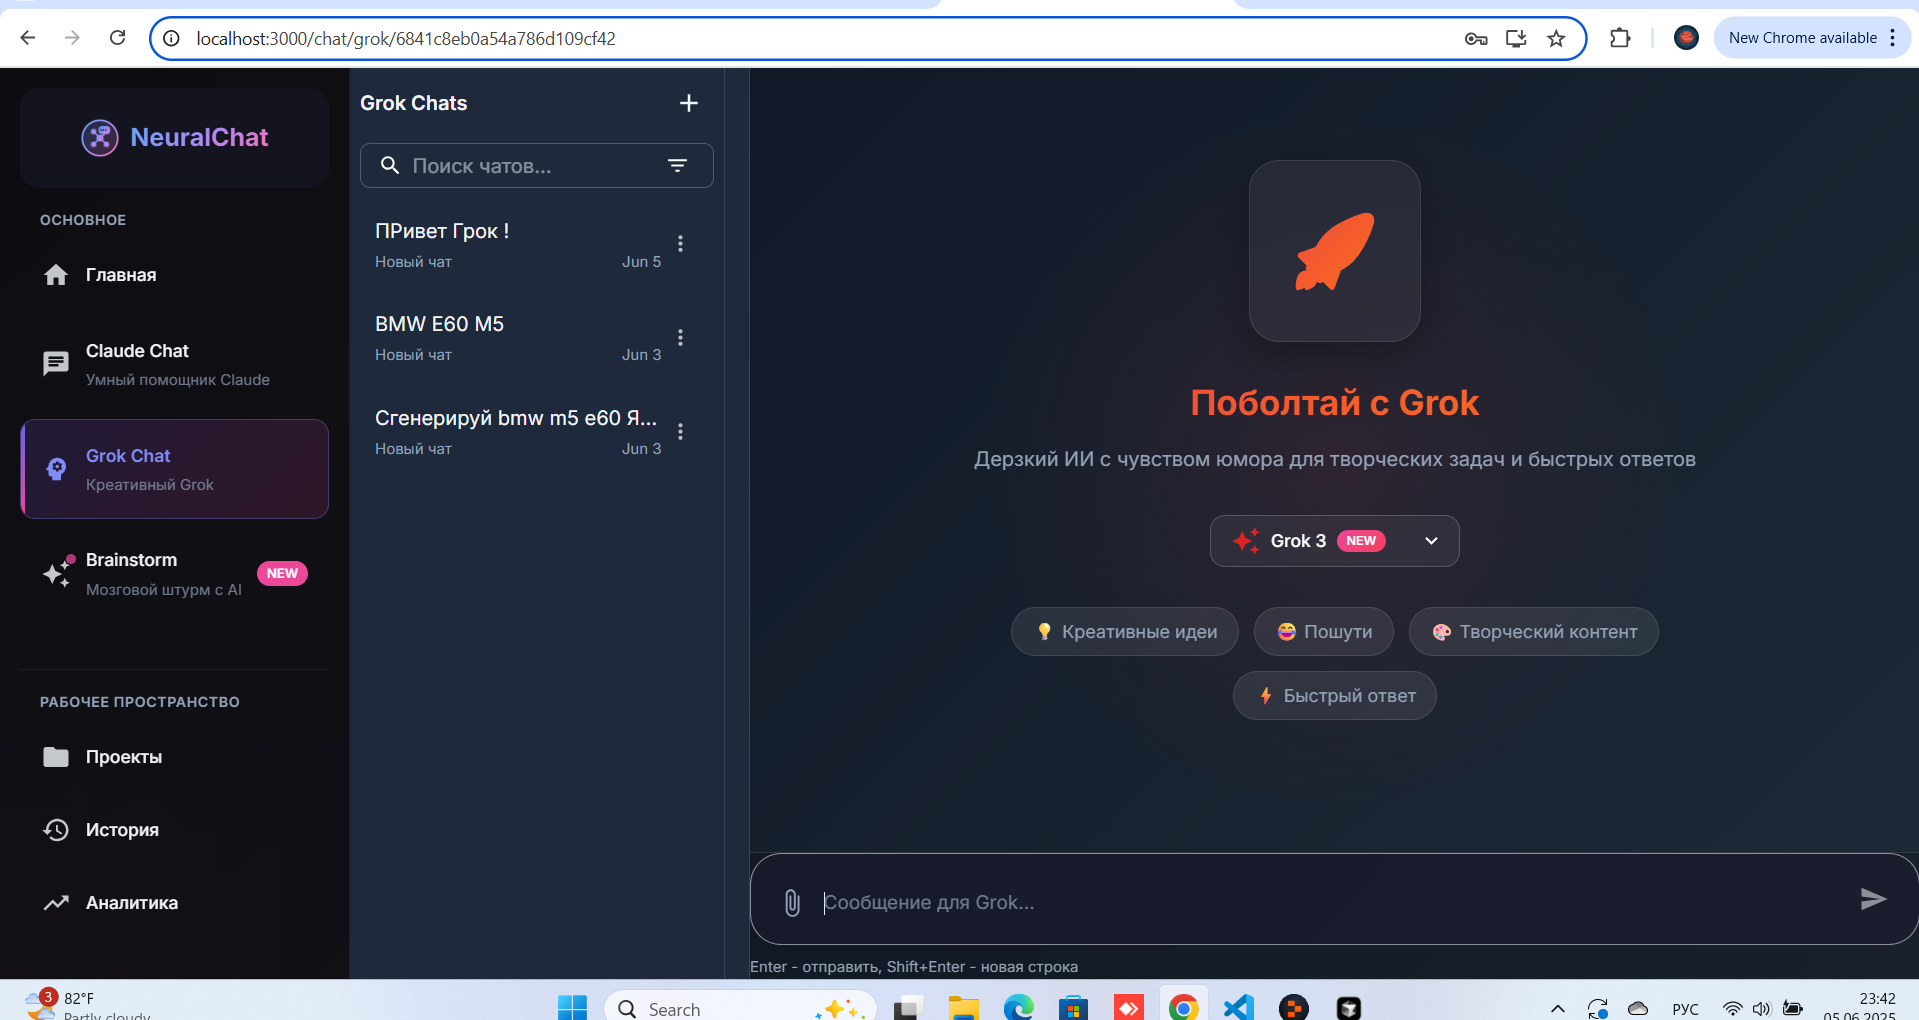 localhost:3000/chat/grok/6841c8eb0a54a786d109cf42
New Chrome available
NeuralChat
ОСНОВНОЕ
Главная
Claude Chat
Умный помощник Claude
Grok Chat
Креативный Grok
Brainstorm
Мозговой штурм с AI
NEW
РАБОЧЕЕ ПРОСТРАНСТВО
Проекты
История
Аналитика
Grok Chats
Поиск чатов...
ПРивет Грок !
Новый чат
Jun 5
BMW E60 M5
Новый чат
Jun 3
Сгенерируй bmw m5 e60 Я...
Новый чат
Jun 3
Поболтай с Grok
Дерзкий ИИ с чувством юмора для творческих задач и быстрых ответов
Grok 3 NEW
Креативные идеи
Пошути
Творческий контент
Быстрый ответ
Сообщение для Grok...
Enter - отправить, Shift+Enter - новая строка
3
82°F
Partly cloudy
Search
РУС
23:42
05.06.2025